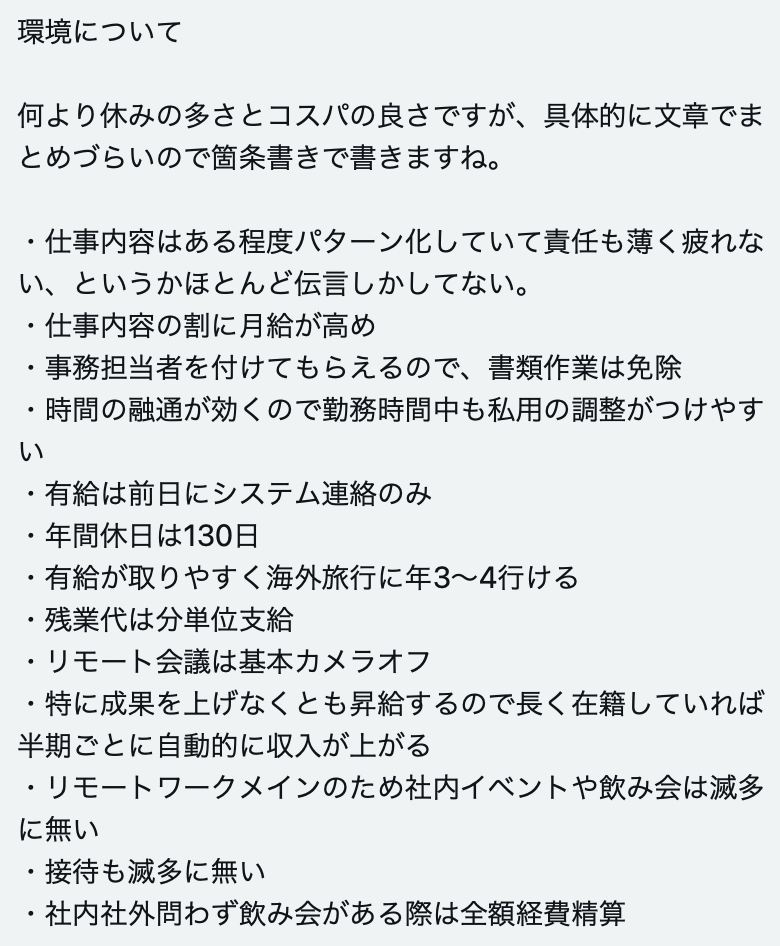 環境について
何より休みの多さとコスパの良さですが、具体的に文章でま
とめづらいので箇条書きで書きますね。
・仕事内容はある程度パターン化していて責任も薄く疲れな
い、というかほとんど伝言しかしてない。
・仕事内容の割に月給が高め
・事務担当者を付けてもらえるので、書類作業は免除
・時間の融通が効くので勤務時間中も私用の調整がつけやす
い
・有給は前日にシステム連絡のみ
・年間休日は130日
・有給が取りやすく海外旅行に年3〜4行ける
・残業代は分単位支給
・リモート会議は基本カメラオフ
・特に成果を上げなくとも昇給するので長く在籍していれば
半期ごとに自動的に収入が上がる
・リモートワークメインのため社内イベントや飲み会は滅多
に無い
・接待も滅多に無い
・社内社外問わず飲み会がある際は全額経費精算